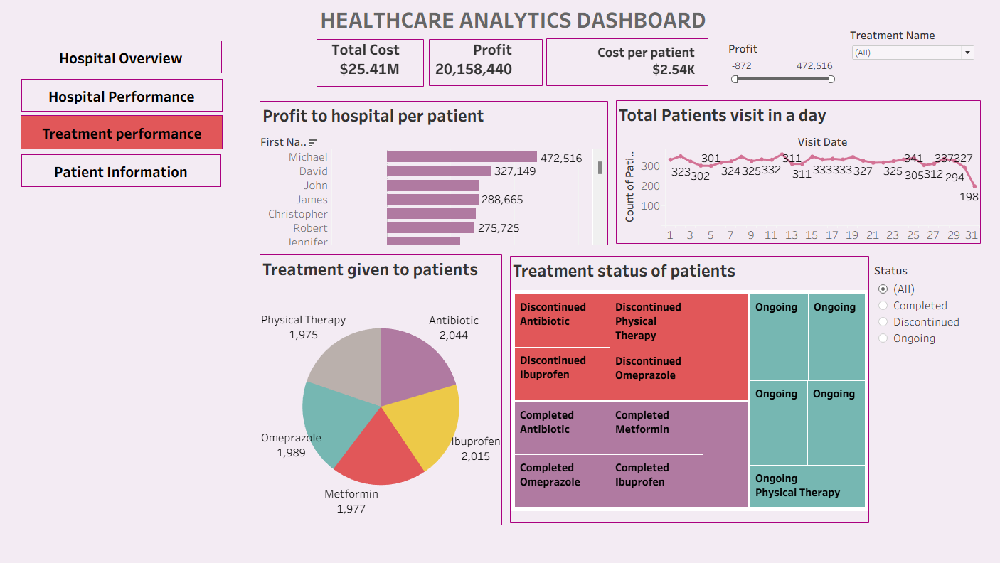 HEALTHCARE ANALYTICS DASHBOARD
Hospital Overview
Hospital Performance
Treatment performance
Patient Information
Total Cost
$25.41M
Profit
20,158,440
Cost per patient
$2.54K
Profit
-872 472,516
Treatment Name
(All)
Profit to hospital per patient
First Na..
Michael 472,516
David 327,149
John
James 288,665
Christopher
Robert 275,725
Jennifer
Total Patients visit in a day
Visit Date
Count of Pati..
300
200
100
323 302 301 324 325 332 311 311 333 333 327 325 341 305 312 337 327 294 198
1 3 5 7 9 11 13 15 17 19 21 23 25 27 29 31
Treatment given to patients
Physical Therapy
1,975
Antibiotic
2,044
Omeprazole
1,989
Ibuprofen
2,015
Metformin
1,977
Treatment status of patients
Discontinued
Antibiotic
Discontinued
Physical
Therapy
Discontinued
Ibuprofen
Discontinued
Omeprazole
Completed
Antibiotic
Completed
Metformin
Completed
Omeprazole
Completed
Ibuprofen
Ongoing
Ongoing
Ongoing
Ongoing
Ongoing
Physical Therapy
Status
(All)
Completed
Discontinued
Ongoing